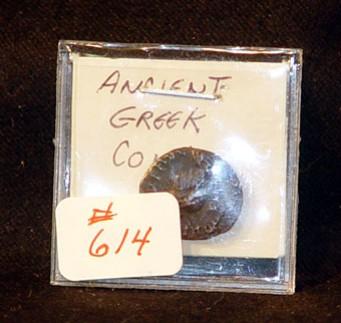 ANCIENT
GREEK
CO
# 614